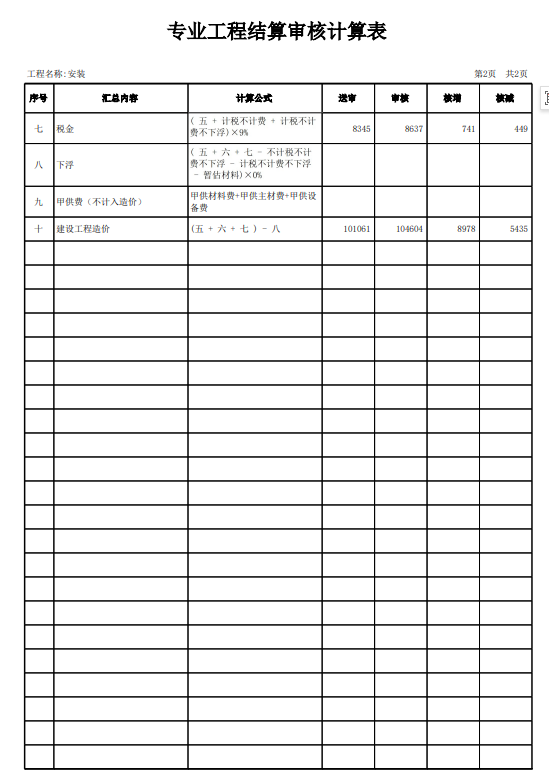 专业工程结算审核计算表
工程名称:安装 第2页 共2页
序号 汇总内容 计算公式 送审 审核 核增 核减
七 税金 ( 五 + 计税不计费 + 计税不计费不下浮)×9% 8345 8637 741 449
八 下浮 ( 五 + 六 + 七 - 不计税不计费不下浮 - 计税不计费不下浮 - 暂估材料)×0%
九 甲供费（不计入造价） 甲供材料费+甲供主材费+甲供设备费
十 建设工程造价 (五 + 六 + 七 ) - 八 101061 104604 8978 5435